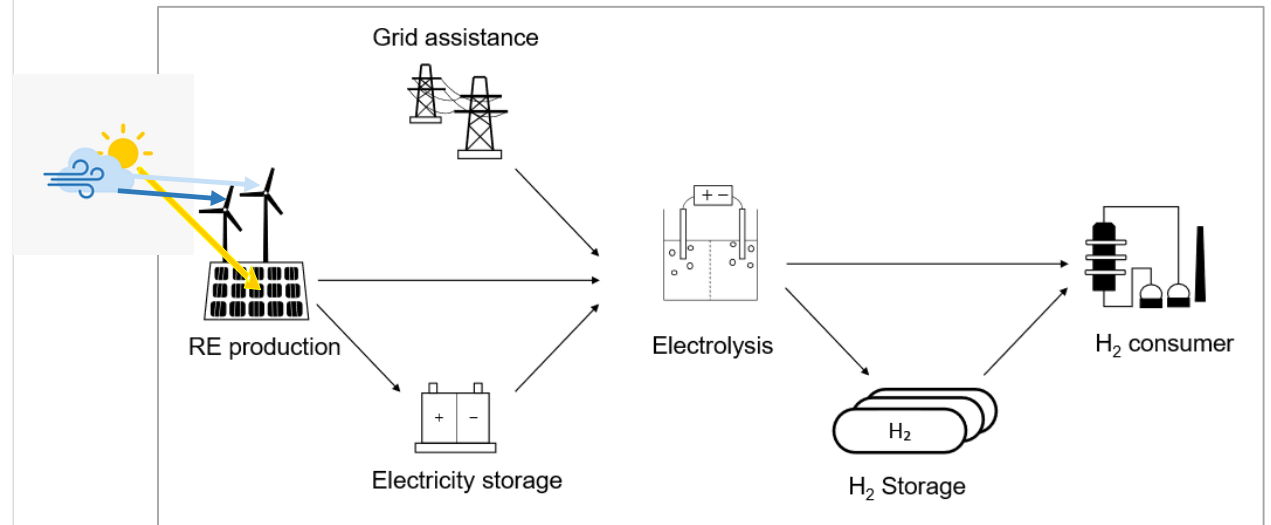 Grid assistance
+ −
RE production
Electrolysis
H₂ consumer
+ −
H₂
Electricity storage
H₂ Storage